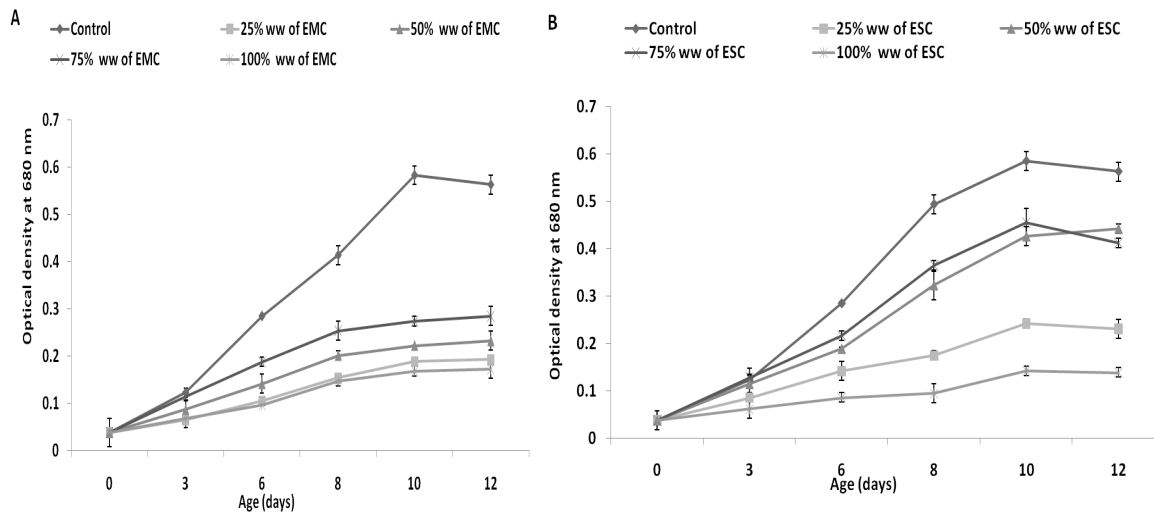 A
Control
25% ww of EMC
50% ww of EMC
75% ww of EMC
100% ww of EMC
Optical density at 680 nm
0.7
0.6
0.5
0.4
0.3
0.2
0.1
0
0 3 6 8 10 12
Age (days)
B
Control
25% ww of ESC
50% ww of ESC
75% ww of ESC
100% ww of ESC
Optical density at 680 nm
0.7
0.6
0.5
0.4
0.3
0.2
0.1
0
0 3 6 8 10 12
Age (days)